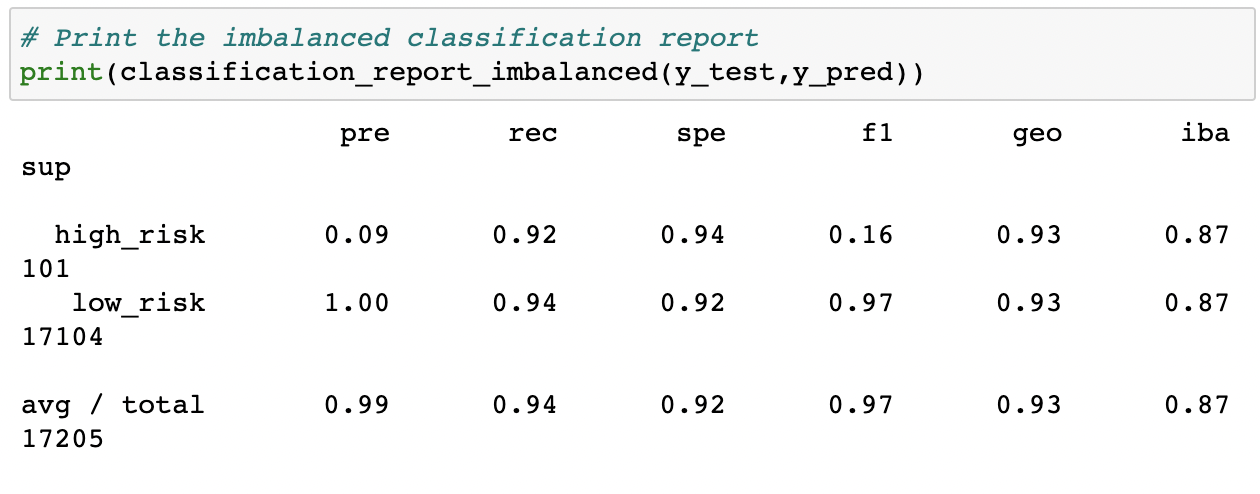 # Print the imbalanced classification report
print(classification_report_imbalanced(y_test,y_pred))
pre rec spe f1 geo iba
sup
high_risk 0.09 0.92 0.94 0.16 0.93 0.87
101
low_risk 1.00 0.94 0.92 0.97 0.93 0.87
17104
avg / total 0.99 0.94 0.92 0.97 0.93 0.87
17205